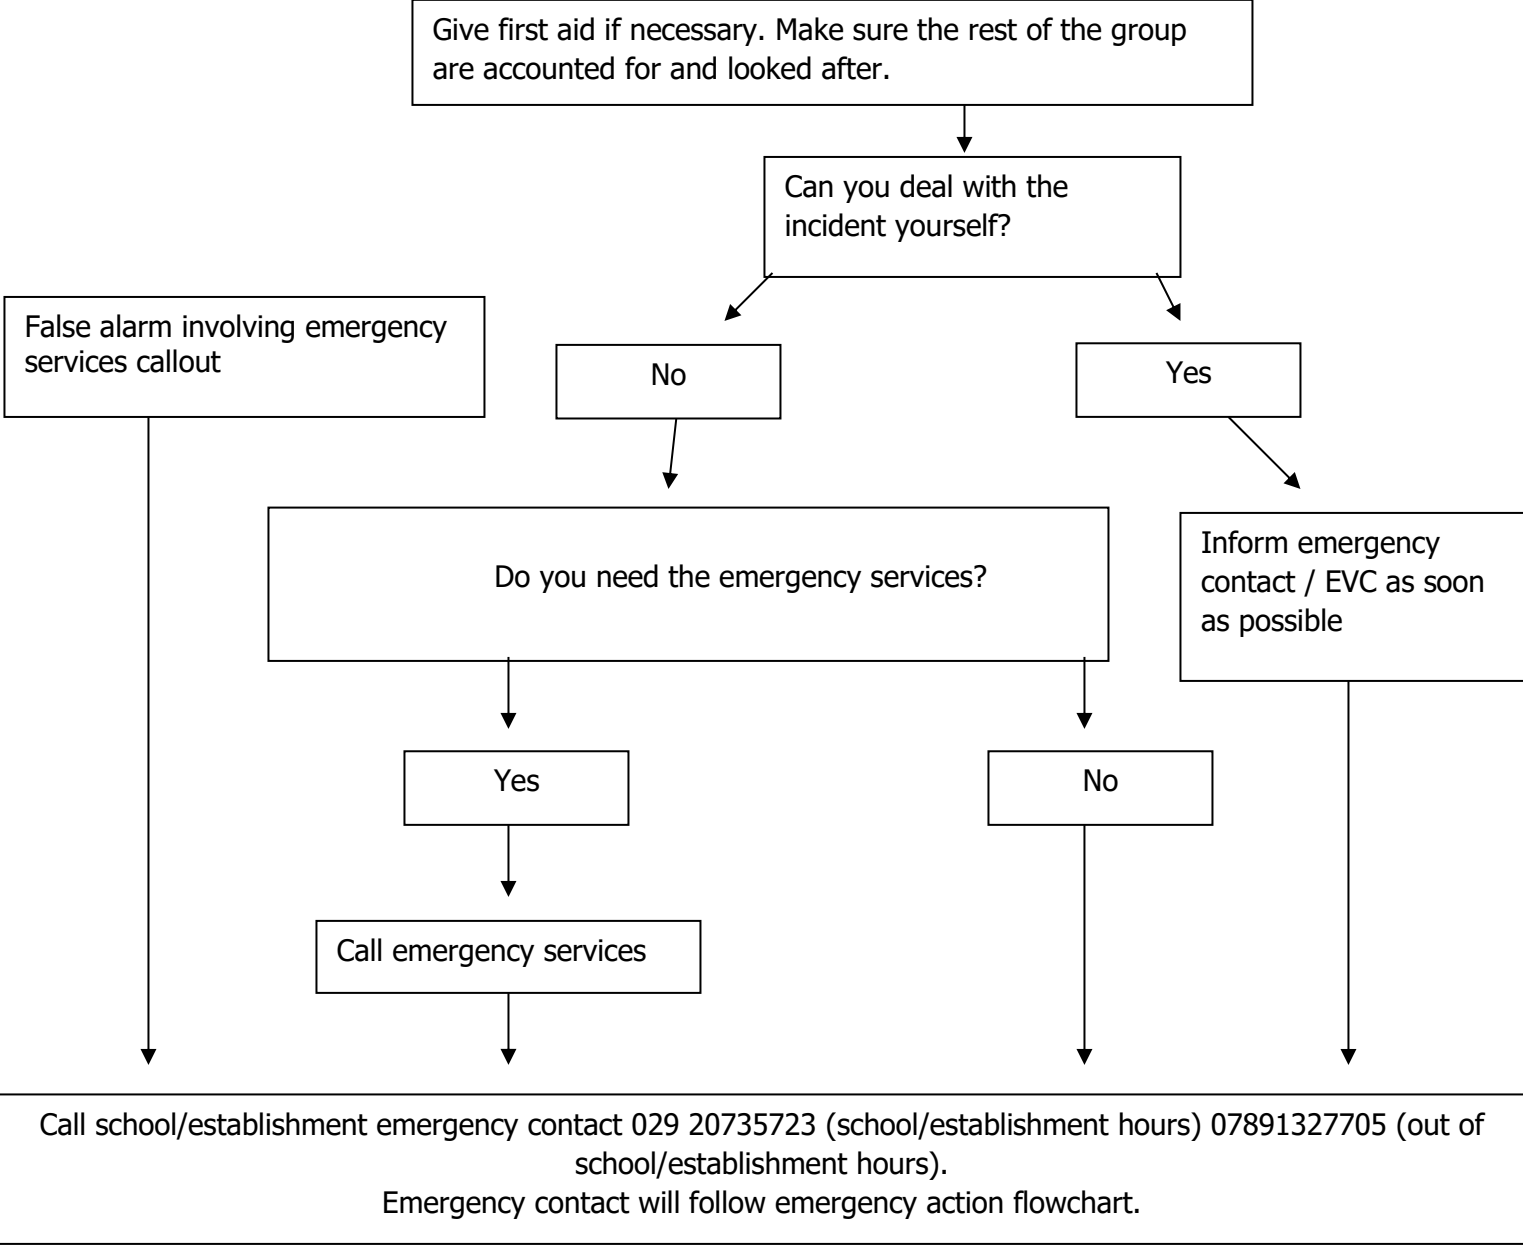 Give first aid if necessary. Make sure the rest of the group
are accounted for and looked after.
Can you deal with the
incident yourself?
False alarm involving emergency
services callout
No
Yes
Do you need the emergency services?
Inform emergency
contact / EVC as soon
as possible
Yes
No
Call emergency services
Call school/establishment emergency contact 029 20735723 (school/establishment hours) 07891327705 (out of
school/establishment hours).
Emergency contact will follow emergency action flowchart.